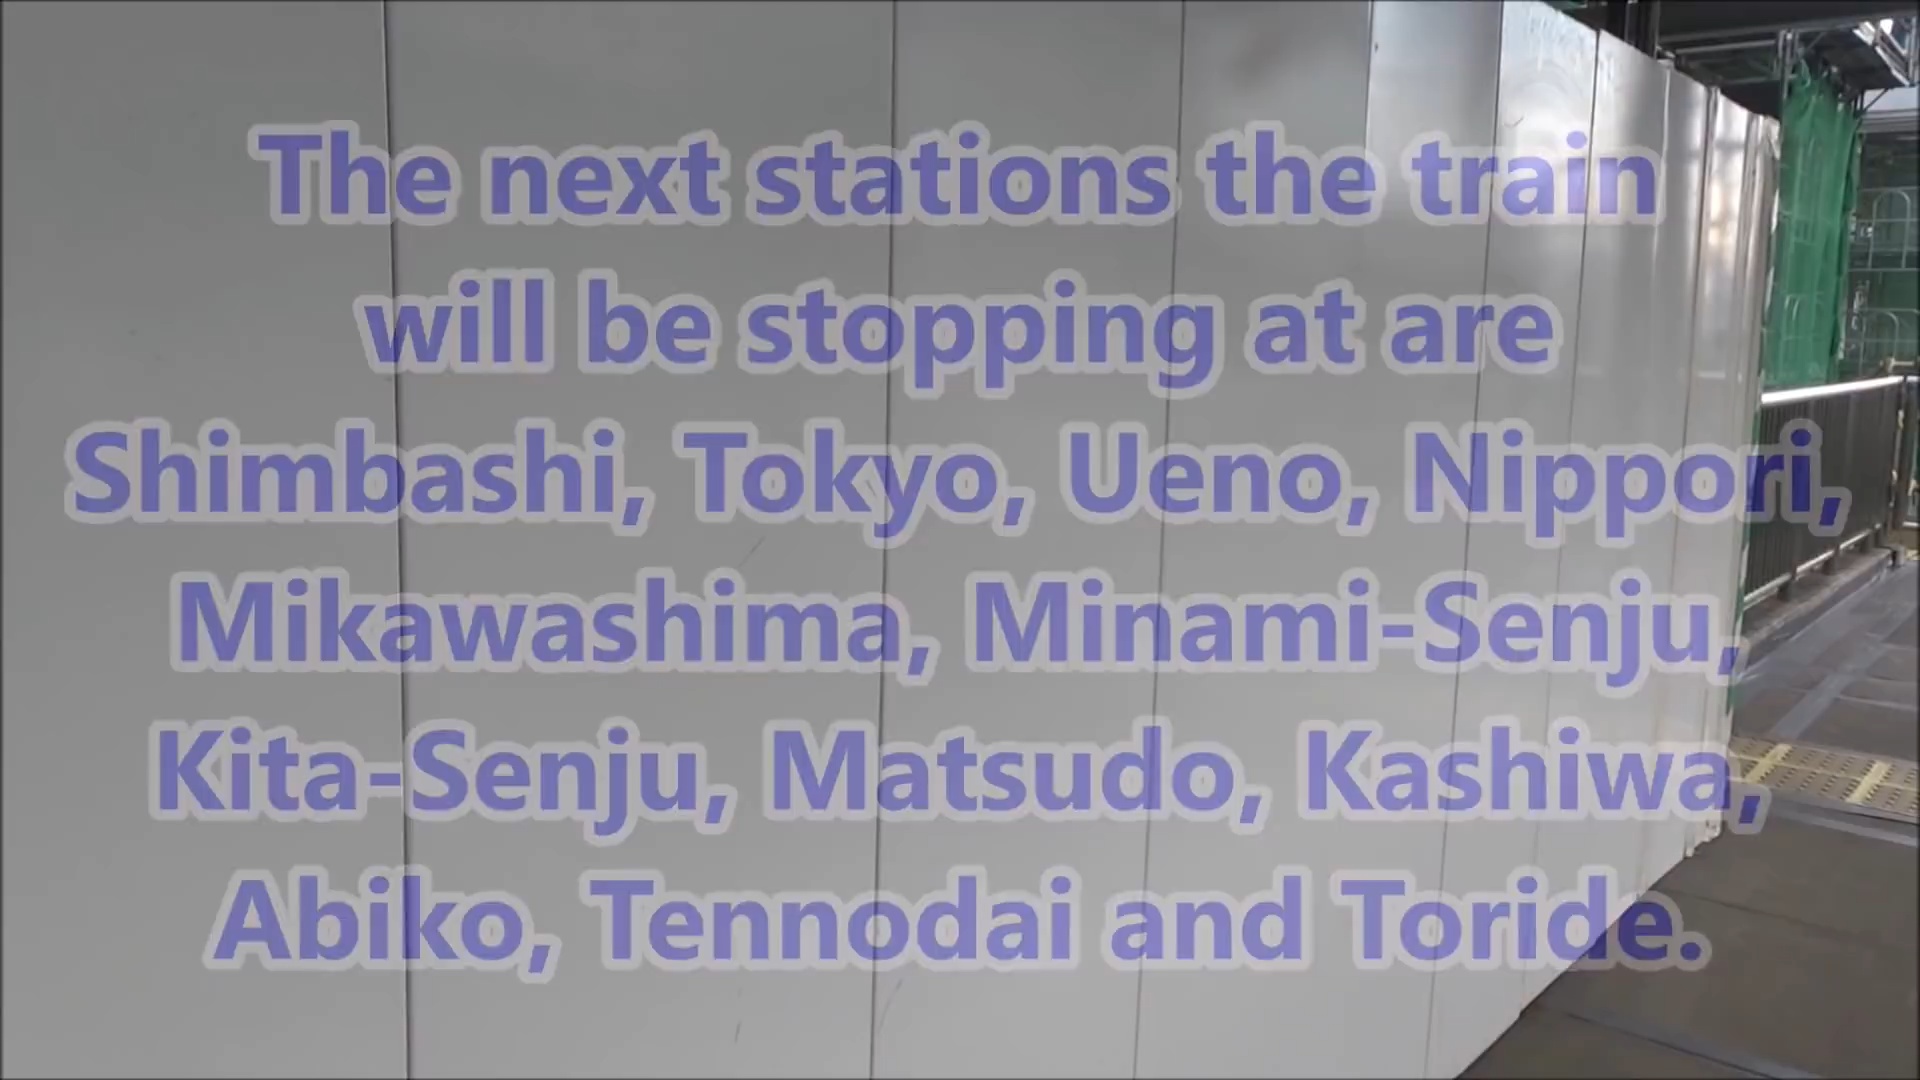 The next stations the train
will be stopping at are
Shimbashi, Tokyo, Ueno, Nippori,
Mikawashima, Minami-Senju,
Kita-Senju, Matsudo, Kashiwa,
Abiko, Tennodai and Toride.